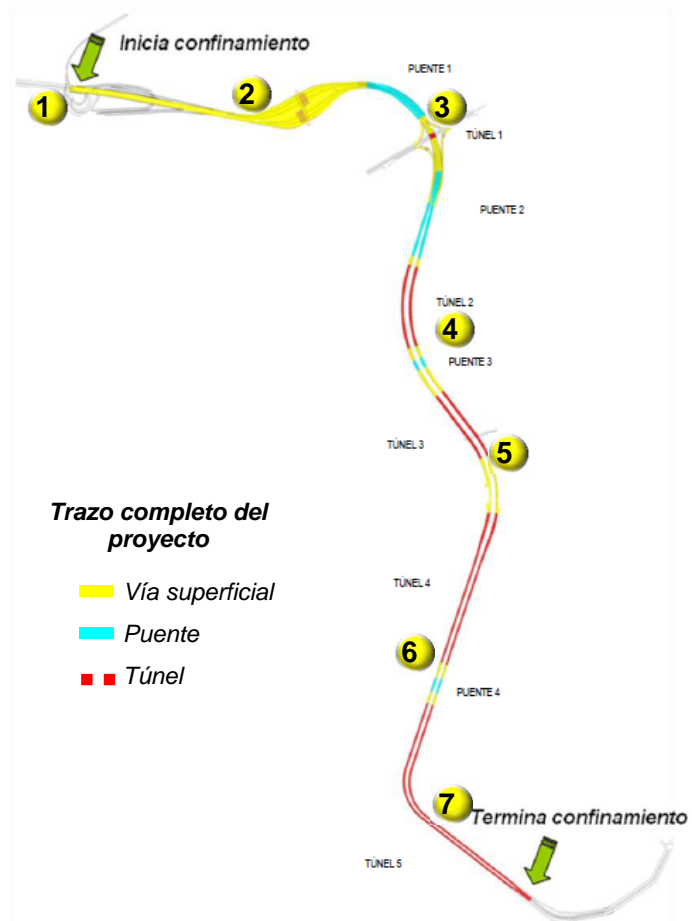 Inicia confinamiento
1
2
PUENTE 1
3
TÚNEL 1
PUENTE 2
TÚNEL 2
4
PUENTE 3
TÚNEL 3
5
Trazo completo del
proyecto
Vía superficial
Puente
Túnel
TÚNEL 4
6
PUENTE 4
7
Termina confinamiento
TÚNEL 5